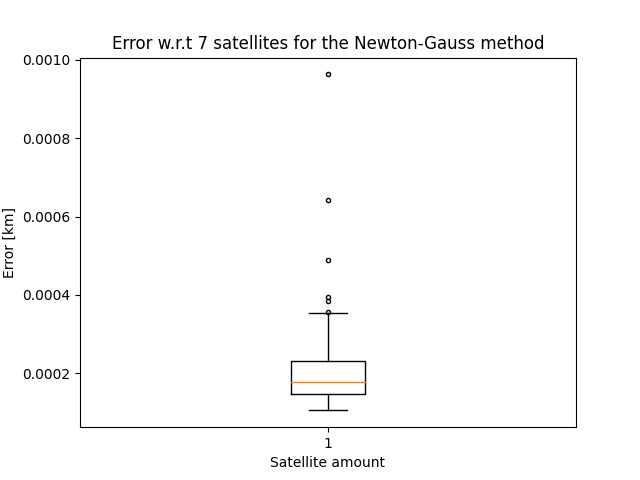 Error w.r.t 7 satellites for the Newton-Gauss method
0.0010
0.0008
0.0006
0.0004
0.0002
Error [km]
1
Satellite amount